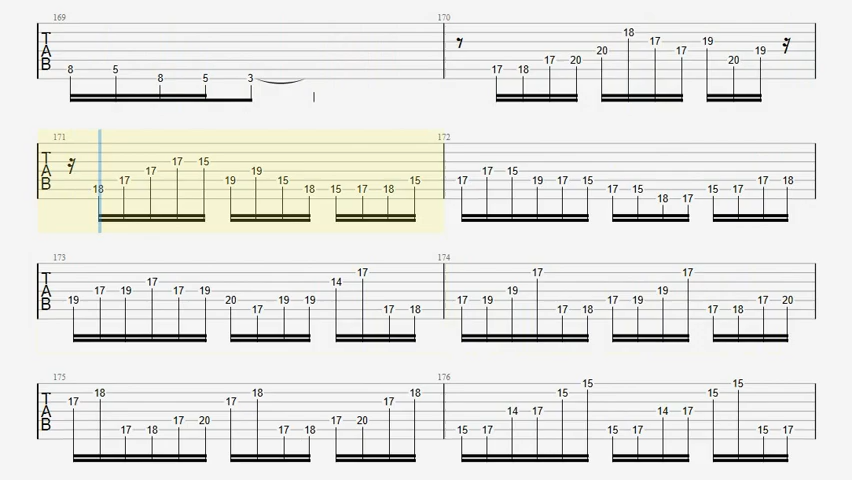 169 170
TAB 8 5 8 5 3 17 18 17 20 20 18 17 17 19 20 19
171 172
TAB 18 17 17 17 15 19 19 15 18 15 17 18 15 17 17 15 19 17 15 17 15 18 17 15 17 17 18
173 174
TAB 19 17 19 17 17 19 20 17 19 19 14 17 17 18 17 19 19 17 17 18 17 19 19 17 17 18 17 20
175 176
TAB 17 18 17 18 17 20 17 18 17 18 17 20 17 18 15 17 14 17 15 15 15 17 14 17 15 15 15 17